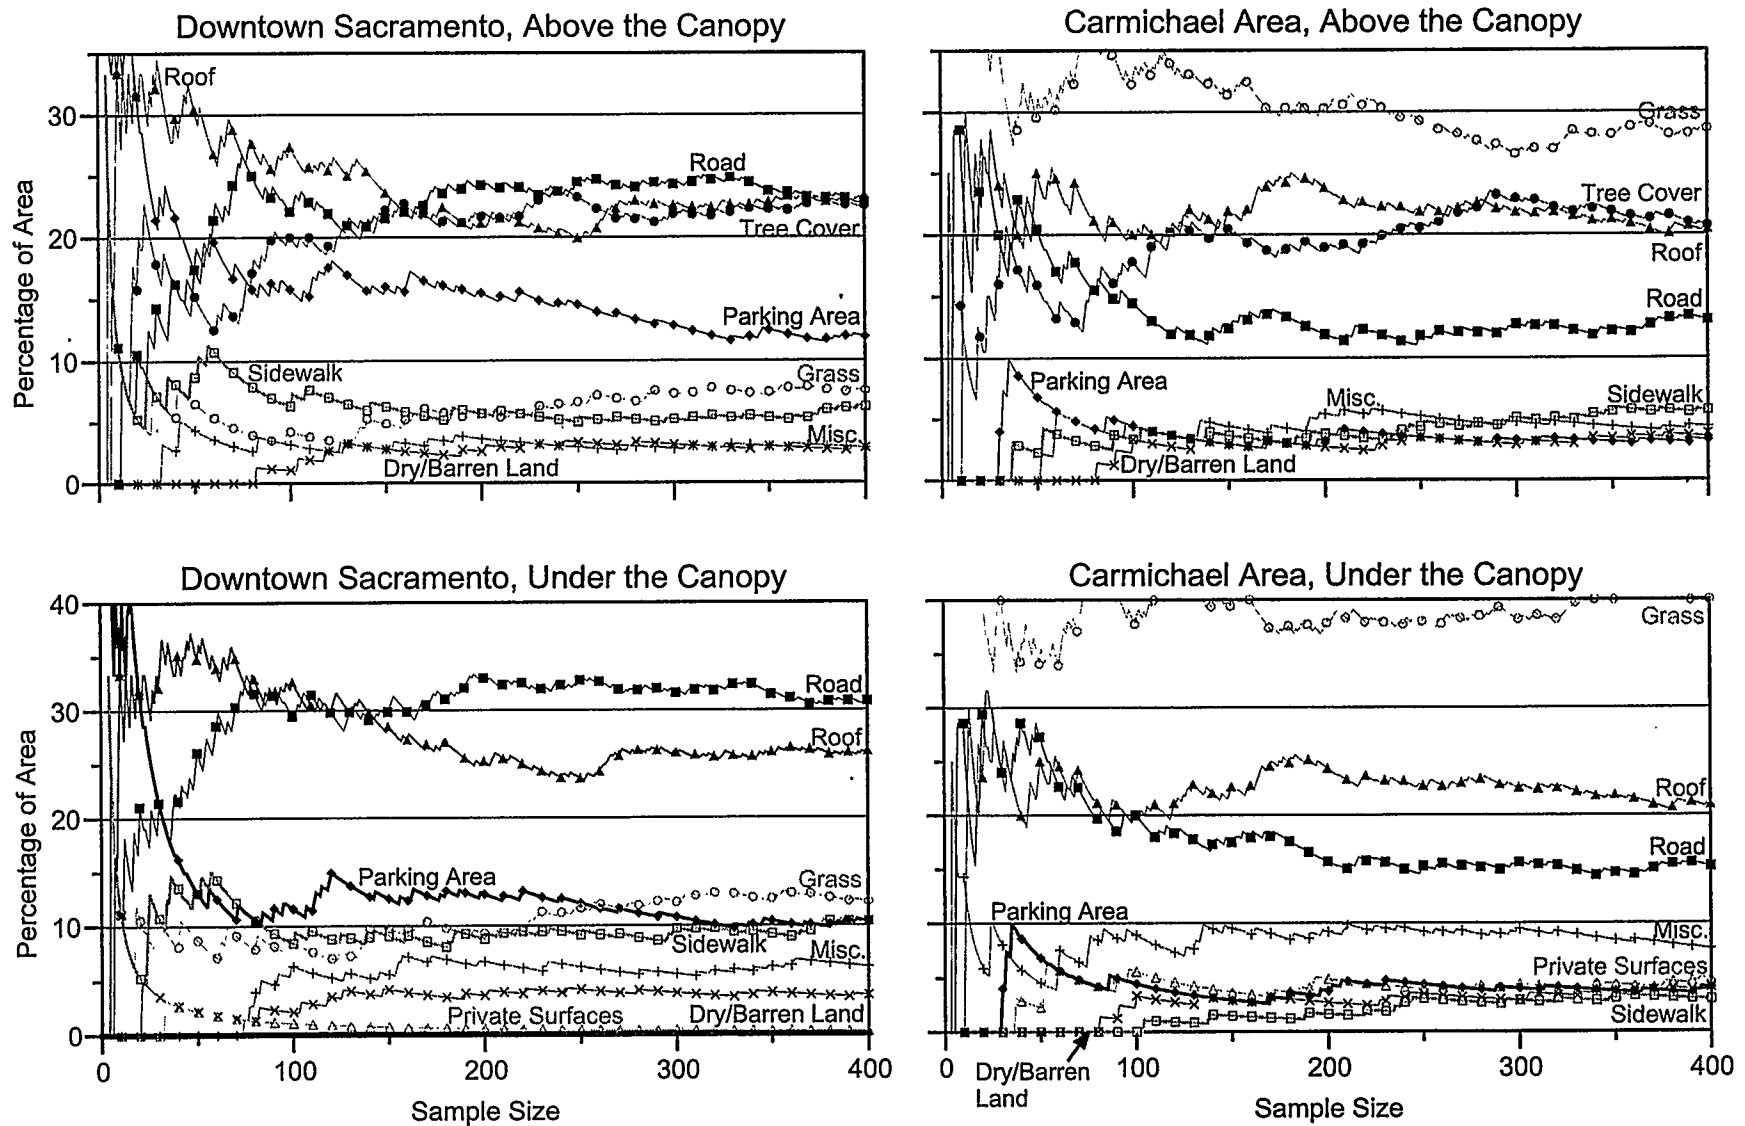 Downtown Sacramento, Above the Canopy
Percentage of Area
30
20
10
0
Roof
Road
Tree Cover
Parking Area
Sidewalk
Grass
Misc.
Dry/Barren Land
Carmichael Area, Above the Canopy
Grass
Tree Cover
Roof
Road
Parking Area
Misc.
Sidewalk
Dry/Barren Land
Downtown Sacramento, Under the Canopy
Percentage of Area
40
30
20
10
0
Road
Roof
Parking Area
Grass
Sidewalk
Misc.
Private Surfaces
Dry/Barren Land
0 100 200 300 400
Sample Size
Carmichael Area, Under the Canopy
Grass
Roof
Road
Parking Area
Misc.
Private Surfaces
Sidewalk
0 100 200 300 400
Dry/Barren
Land
Sample Size